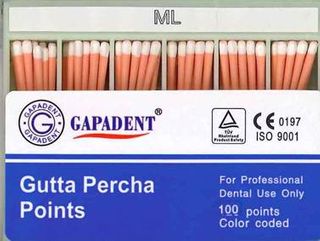 ML
GAPADENT
G
GAPADENT
GAPADENT®
TÜV
Rheinland
Product Safety
CE 0197
ISO 9001
Gutta Percha
Points
For Professional
Dental Use Only
100 points
Color coded